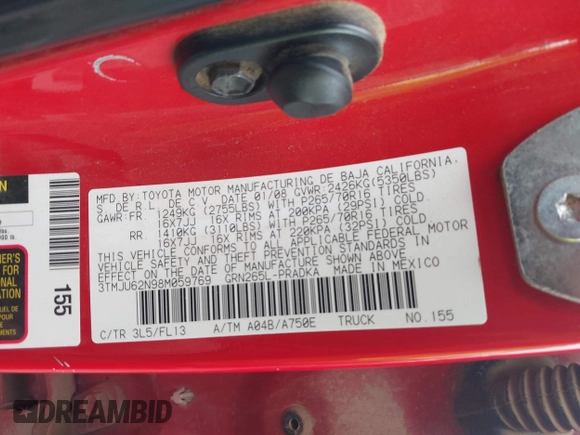 MFD.BY:TOYOTA MOTOR MANUFACTURING DE BAJA CALIFORNIA,
S DE R.L DE C.V. DATE 01/08 GVWR:2426KG(5350LBS)
GAWR:FR. 1249KG (2755LBS) WITH P265/70R16 TIRES
16X7JJ 16X RIMS AT 200KPA (29PSI) COLD
RR. 1410KG (3110LBS) WITH P265/70R16 TIRES
16X7JJ 16X RIMS AT 220KPA (32PSI) COLD.
THIS VEHICLE CONFORMS TO ALL APPLICABLE FEDERAL MOTOR
VEHICLE SAFETY AND THEFT PREVENTION STANDARDS IN
EFFECT ON THE DATE OF MANUFACTURE SHOWN ABOVE.
3TMJU62N98M059769 GRN265L-PRADKA MADE IN MEXICO
C/TR 3L5/FL13 A/TM A04B/A750E TRUCK NO.155
155
DREAMBID